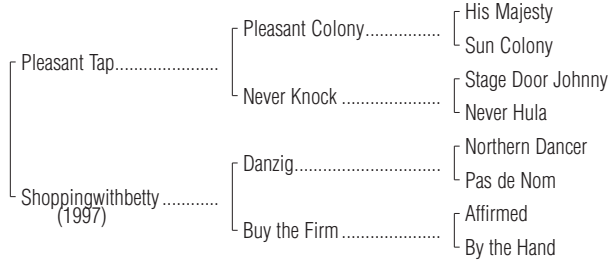 His Majesty
Pleasant Colony..................
Sun Colony
Pleasant Tap.....................
Stage Door Johnny
Never Knock ....................
Never Hula
Northern Dancer
Danzig..............................
Pas de Nom
Shoppingwithbetty ...........
(1997)
Affirmed
Buy the Firm ....................
By the Hand